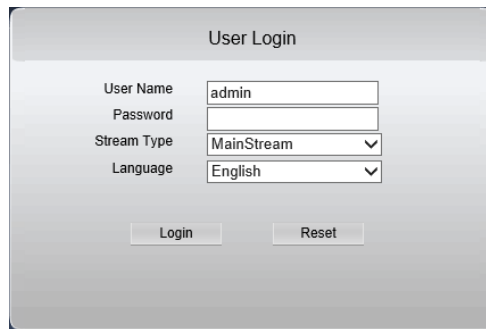 User Login
User Name admin
Password
Stream Type MainStream
Language English
Login Reset